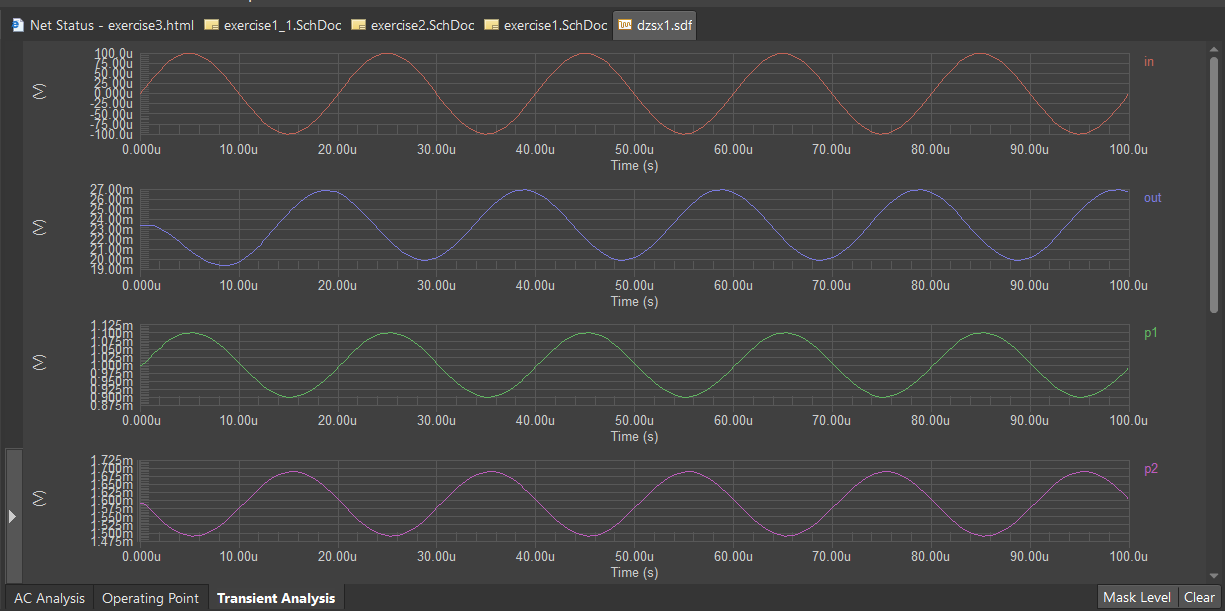 Net Status - exercise3.html exercise1_1.SchDoc exercise2.SchDoc exercise1.SchDoc dzsx1.sdf
100.0u
75.00u
50.00u
25.00u
0.000u
-25.00u
-50.00u
-75.00u
-100.0u
(V)
in
0.000u 10.00u 20.00u 30.00u 40.00u 50.00u 60.00u 70.00u 80.00u 90.00u 100.0u
Time (s)
27.00m
26.00m
25.00m
24.00m
23.00m
22.00m
21.00m
20.00m
19.00m
(V)
out
0.000u 10.00u 20.00u 30.00u 40.00u 50.00u 60.00u 70.00u 80.00u 90.00u 100.0u
Time (s)
1.125m
1.100m
1.075m
1.050m
1.025m
1.000m
0.975m
0.950m
0.925m
0.900m
0.875m
(V)
p1
0.000u 10.00u 20.00u 30.00u 40.00u 50.00u 60.00u 70.00u 80.00u 90.00u 100.0u
Time (s)
1.725m
1.700m
1.675m
1.650m
1.625m
1.600m
1.575m
1.550m
1.525m
1.500m
1.475m
(V)
p2
0.000u 10.00u 20.00u 30.00u 40.00u 50.00u 60.00u 70.00u 80.00u 90.00u 100.0u
Time (s)
AC Analysis Operating Point Transient Analysis Mask Level Clear